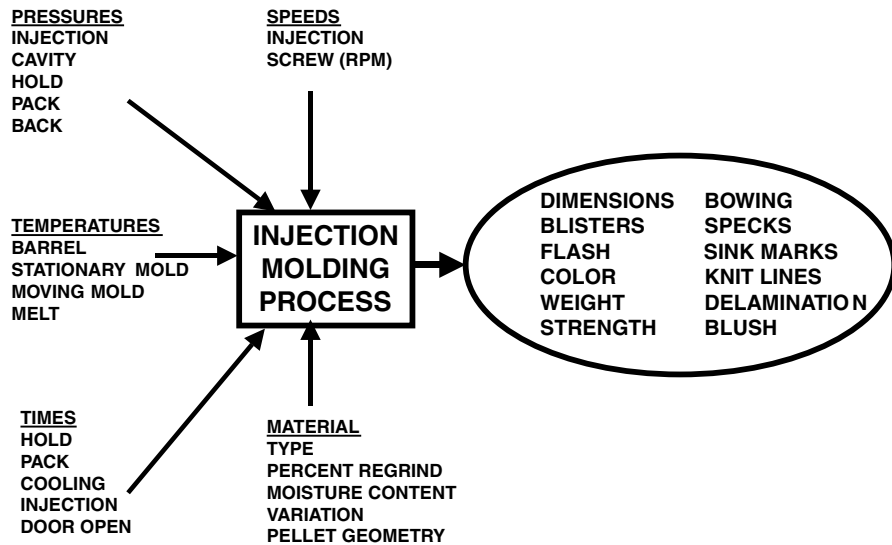 PRESSURES
INJECTION
CAVITY
HOLD
PACK
BACK
SPEEDS
INJECTION
SCREW (RPM)
TEMPERATURES
BARREL
STATIONARY MOLD
MOVING MOLD
MELT
INJECTION
MOLDING
PROCESS
DIMENSIONS BOWING
BLISTERS SPECKS
FLASH SINK MARKS
COLOR KNIT LINES
WEIGHT DELAMINATION
STRENGTH BLUSH
TIMES
HOLD
PACK
COOLING
INJECTION
DOOR OPEN
MATERIAL
TYPE
PERCENT REGRIND
MOISTURE CONTENT
VARIATION
PELLET GEOMETRY